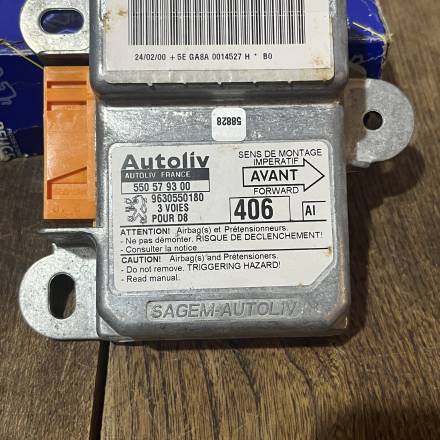 24/02/00 + 5E GA8A 0014527 H * B0
58828
Autoliv
AUTOLIV FRANCE
550 57 93 00
9630550180
3 VOIES
POUR D8
SENS DE MONTAGE
IMPERATIF
AVANT
FORWARD
406
AI
ATTENTION! Airbag(s) et Prétensionneurs.
- Ne pas démonter. RISQUE DE DECLENCHEMENT!
- Consulter la notice
CAUTION! Airbag(s) and Pretensioners.
- Do not remove. TRIGGERING HAZARD!
- Read manual.
SAGEM-AUTOLIV